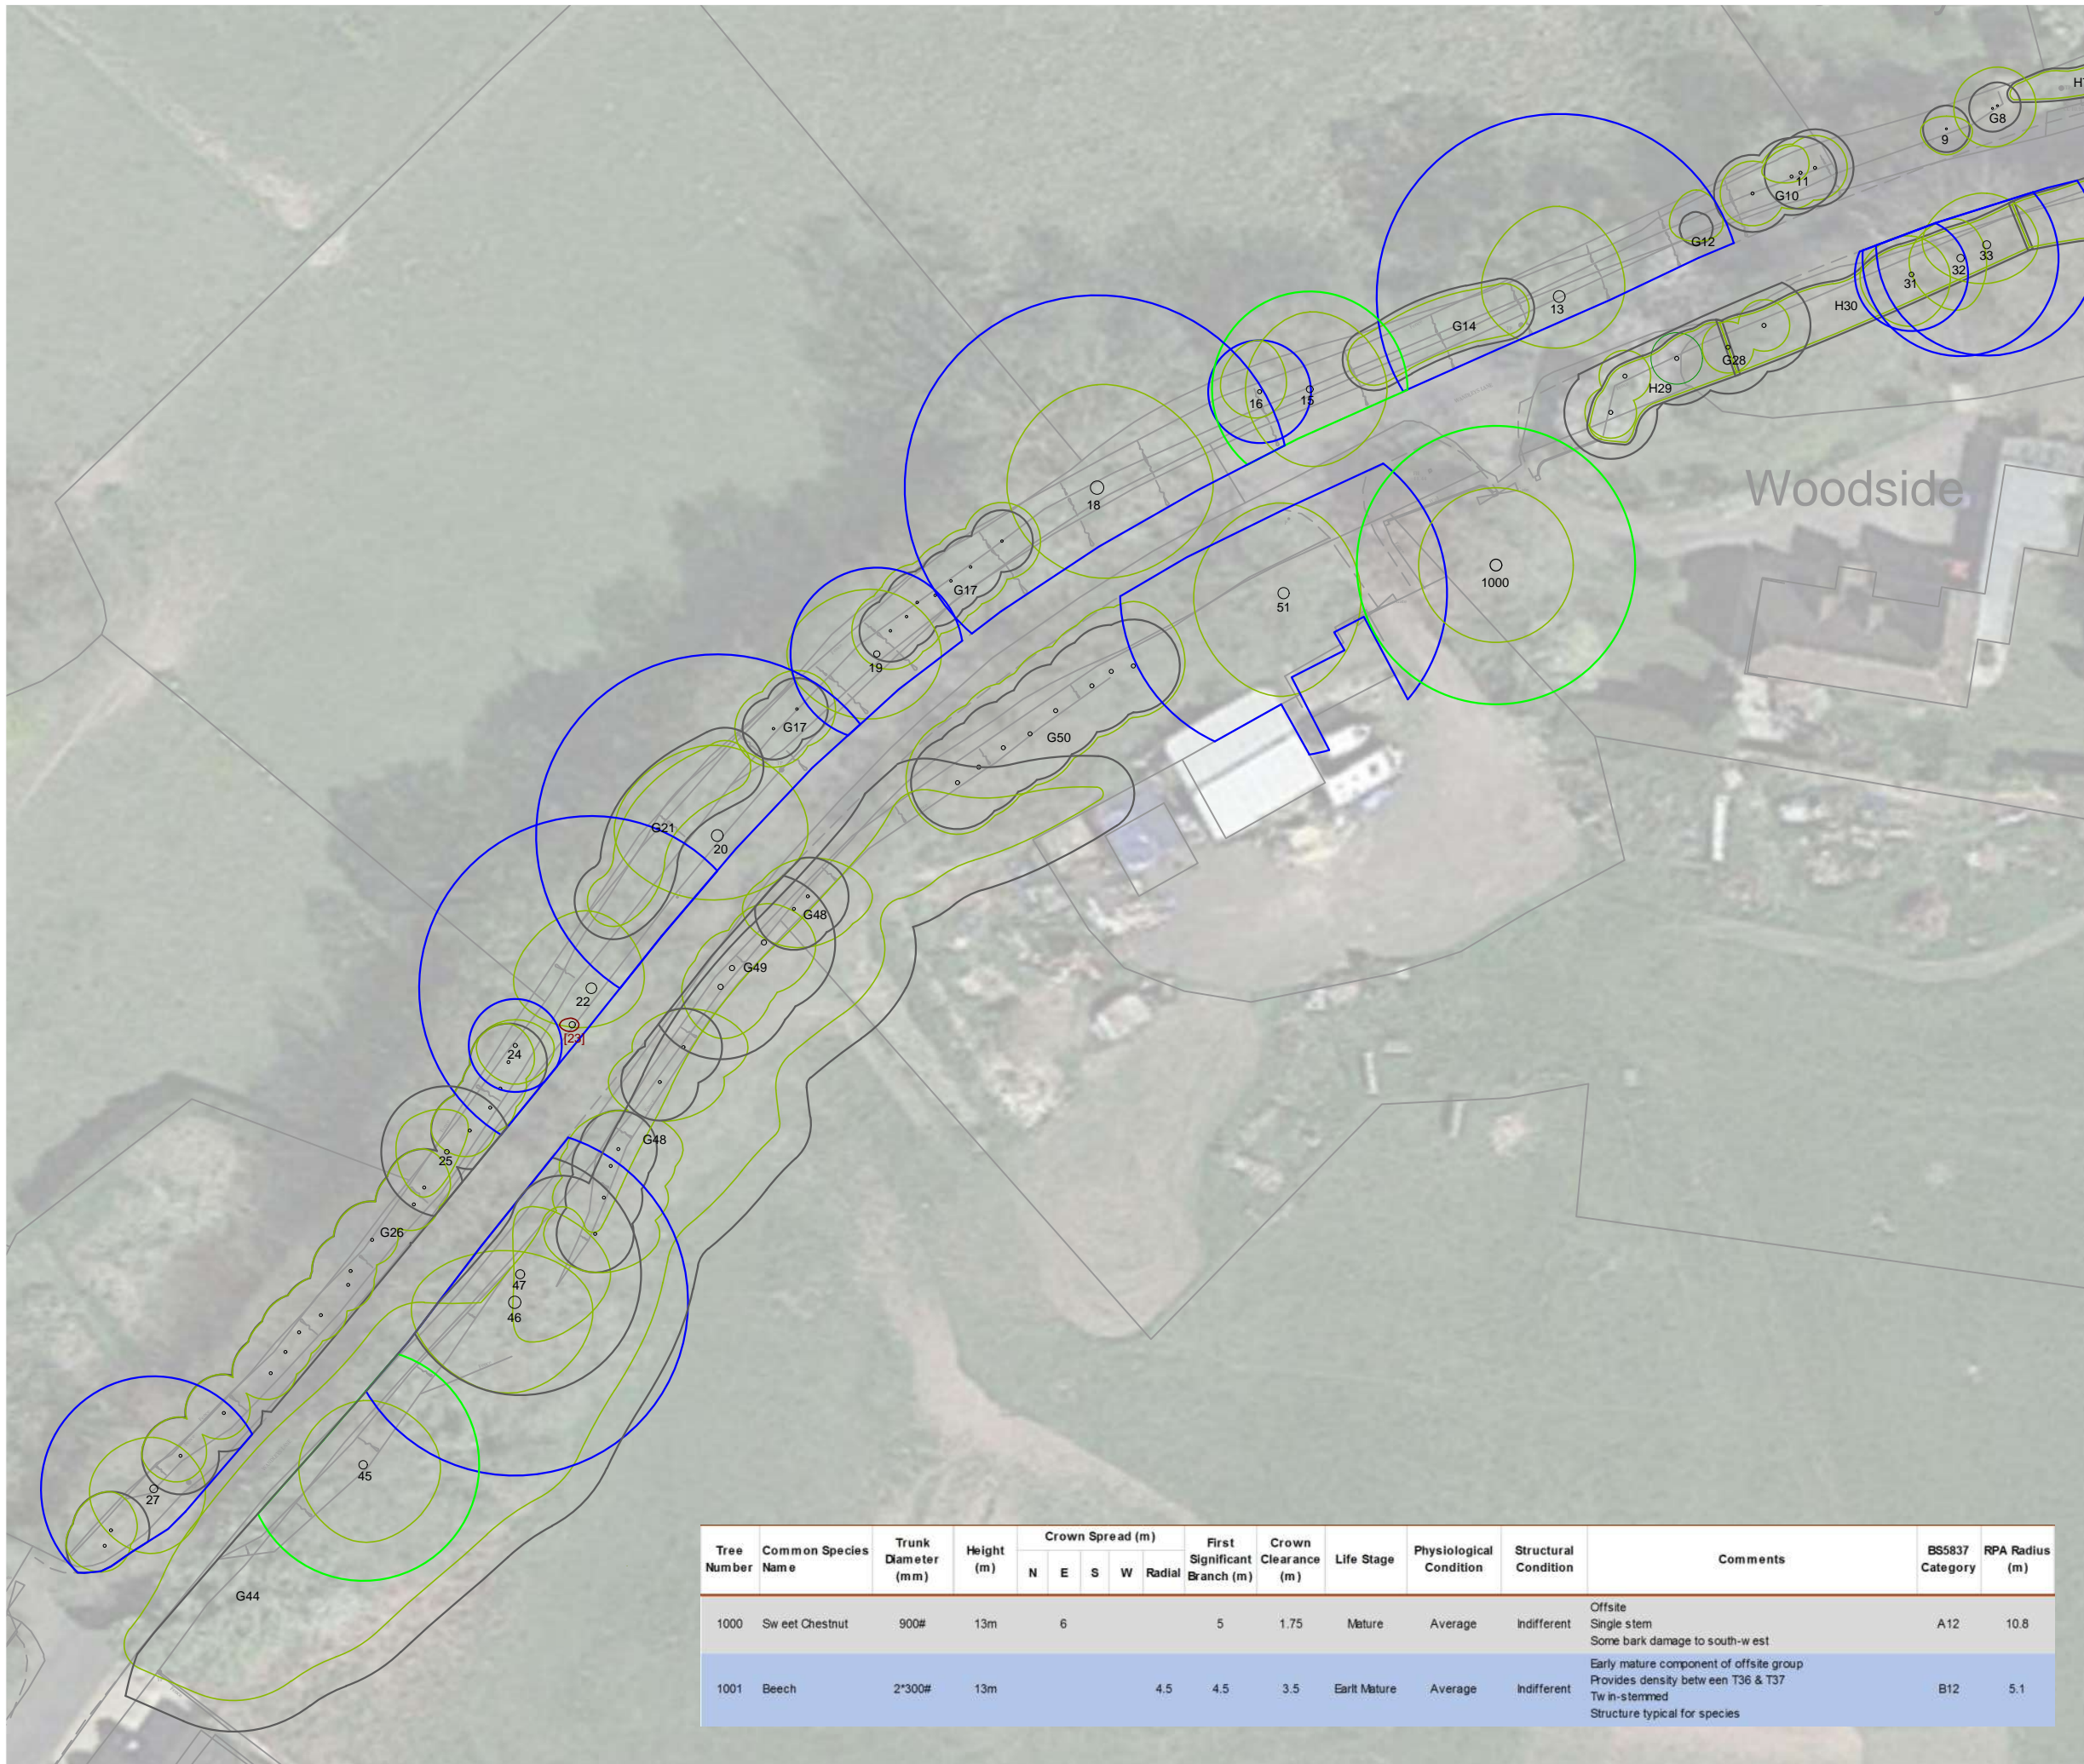 H7
G8
9
11
G10
G12
33
32
31
13
H30
G14
G28
H29
16
15
Woodside
18
51
1000
G17
19
G17
G50
G21
20
G48
G49
22
[23]
24
G48
25
G26
47
46
45
27
G44
Tree Number Common Species Name Trunk Diameter (mm) Height (m) Crown Spread (m) N E S W Radial First Significant Branch (m) Crown Clearance (m) Life Stage Physiological Condition Structural Condition Comments BS5837 Category RPA Radius (m)
Offsite
1000 Sweet Chestnut 900# 13m 6 5 1.75 Mature Average Indifferent Single stem A12 10.8
Some bark damage to south-west
Early mature component of offsite group
Provides density between T36 & T37
1001 Beech 2*300# 13m 4.5 4.5 3.5 Earlt Mature Average Indifferent Twin-stemmed B12 5.1
Structure typical for species